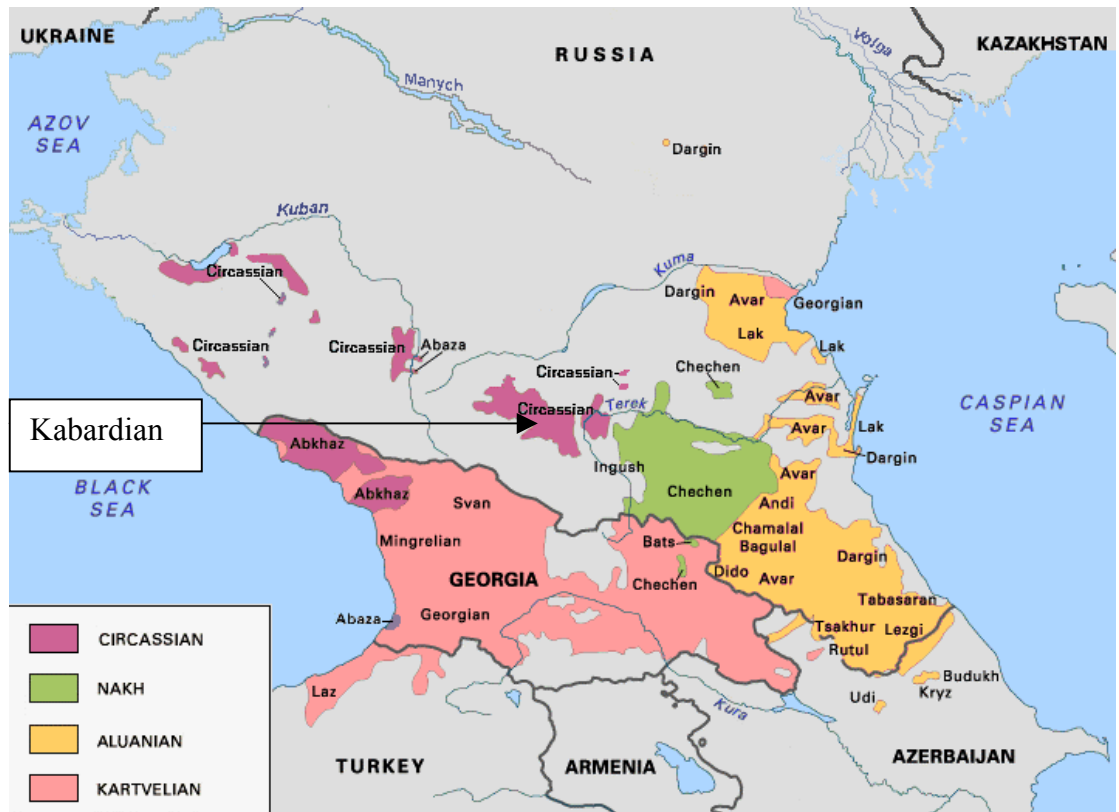 UKRAINE
RUSSIA
KAZAKHSTAN
Volga
Manych
AZOV
SEA
Dargin
Kuban
Kuma
Circassian
Dargin
Avar
Georgian
Lak
Circassian
Circassian
Abaza
Lak
Chechen
Circassian
Circassian
Terek
Avar
CASPIAN
SEA
Kabardian
Avar
Lak
Abkhaz
Dargin
Ingush
Avar
BLACK
SEA
Abkhaz
Svan
Chechen
Andi
Chamalal
Bagulal
Mingrelian
Bats
Dargin
GEORGIA
Chechen
Dido
Avar
Tabasaran
Abaza
Georgian
Tsakhur
Lezgi
Rutul
Laz
Budukh
Kryz
Udi
Kura
TURKEY
ARMENIA
AZERBAIJAN
CIRCASSIAN
NAKH
ALUANIAN
KARTVELIAN